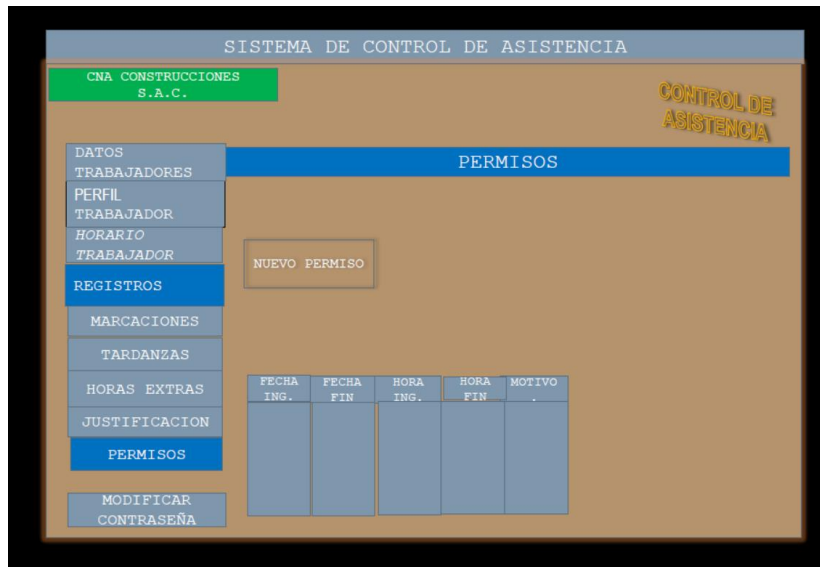 SISTEMA DE CONTROL DE ASISTENCIA
CNA CONSTRUCCIONES
S.A.C.
CONTROL DE
ASISTENCIA
DATOS
TRABAJADORES
PERMISOS
PERFIL
TRABAJADOR
HORARIO
TRABAJADOR
NUEVO PERMISO
REGISTROS
MARCACIONES
TARDANZAS
HORAS EXTRAS
FECHA
ING.
FECHA
FIN
HORA
ING.
HORA
FIN
MOTIVO
.
JUSTIFICACION
PERMISOS
MODIFICAR
CONTRASEÑA